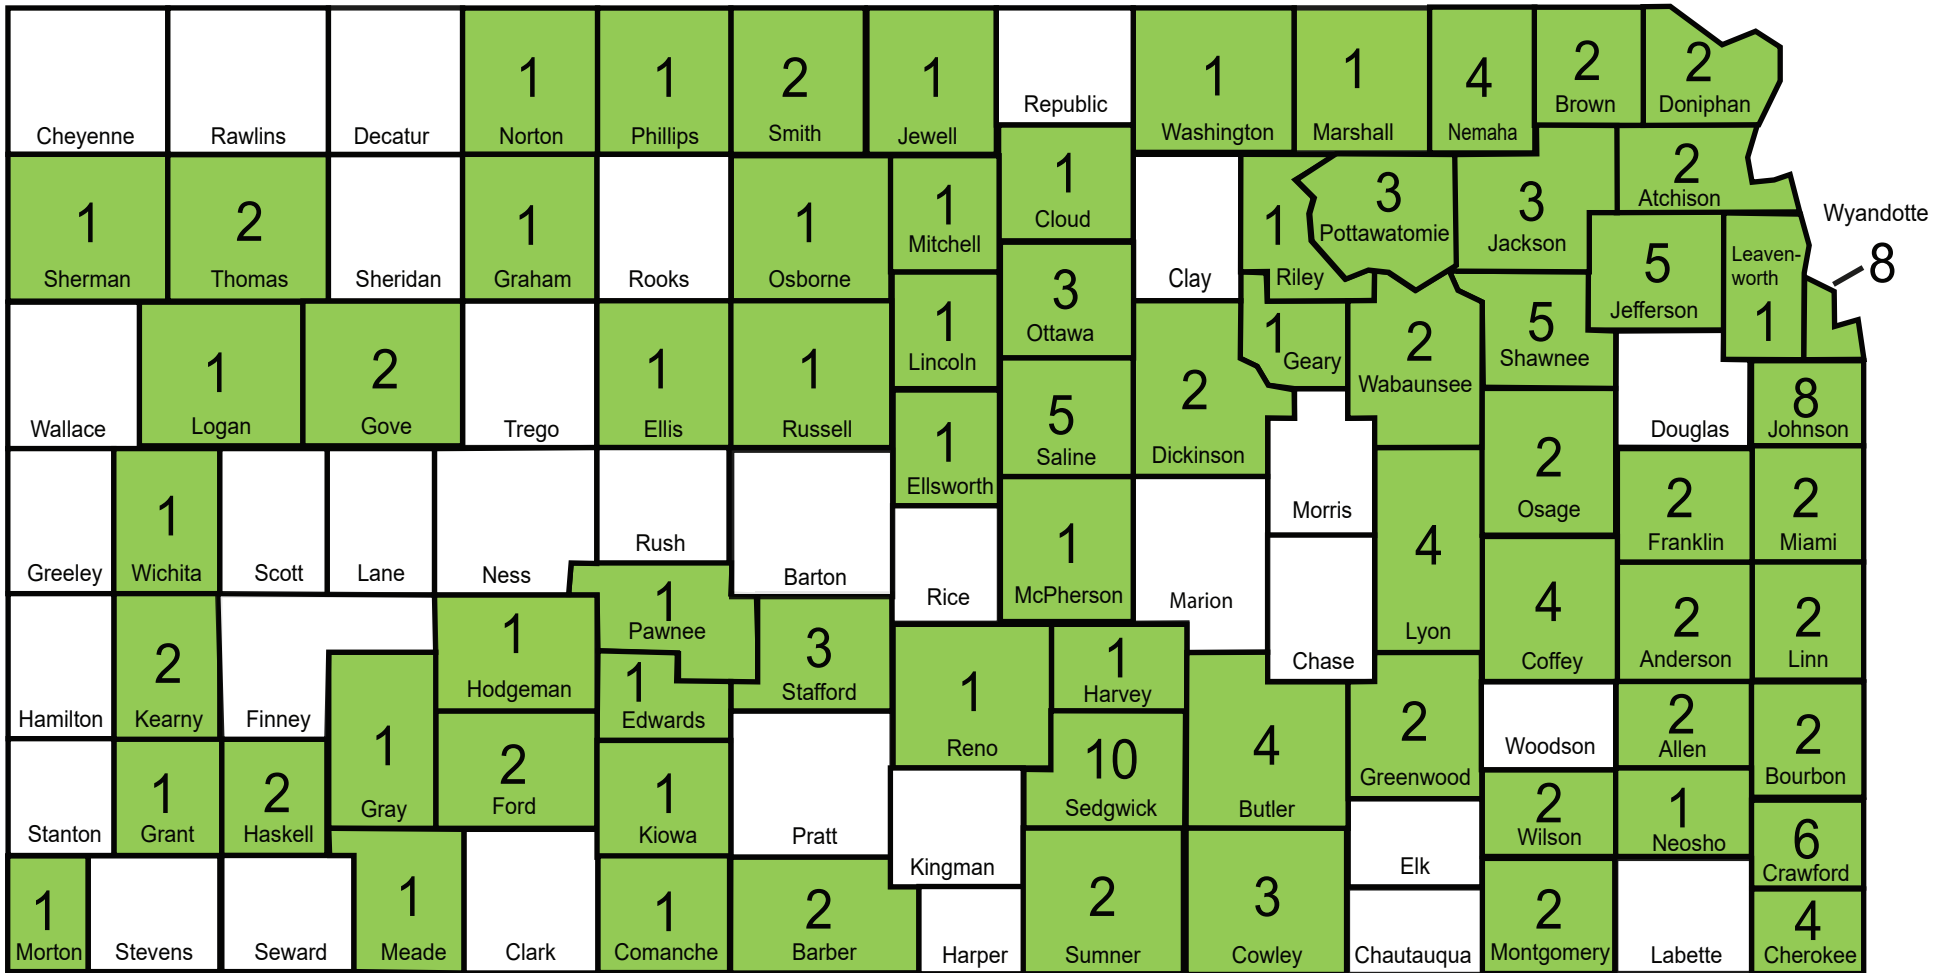 1
Norton
1
Phillips
2
Smith
1
Jewell
Republic
1
Washington
1
Marshall
4
Nemaha
2
Brown
2
Doniphan
Cheyenne
Rawlins
Decatur
1
Sherman
2
Thomas
Sheridan
1
Graham
Rooks
1
Osborne
1
Mitchell
1
Cloud
Clay
1
Riley
3
Pottawatomie
3
Jackson
2
Atchison
Wyandotte
8
5
Jefferson
Leaven-
worth
1
Wallace
1
Logan
2
Gove
Trego
1
Ellis
1
Russell
1
Lincoln
3
Ottawa
2
Dickinson
1
Geary
2
Wabaunsee
5
Shawnee
Douglas
8
Johnson
Greeley
1
Wichita
Scott
Lane
Ness
Rush
Barton
1
Ellsworth
5
Saline
Morris
2
Osage
2
Franklin
2
Miami
Hamilton
2
Kearny
Finney
1
Hodgeman
1
Pawnee
3
Stafford
Rice
1
McPherson
Marion
Chase
4
Lyon
4
Coffey
2
Anderson
2
Linn
Stanton
1
Grant
2
Haskell
1
Gray
2
Ford
1
Edwards
1
Kiowa
Pratt
1
Reno
1
Harvey
10
Sedgwick
4
Butler
2
Greenwood
Woodson
2
Allen
2
Bourbon
2
Wilson
1
Neosho
6
Crawford
1
Morton
Stevens
Seward
1
Meade
Clark
1
Comanche
2
Barber
Kingman
Harper
2
Sumner
3
Cowley
Elk
Chautauqua
2
Montgomery
Labette
4
Cherokee